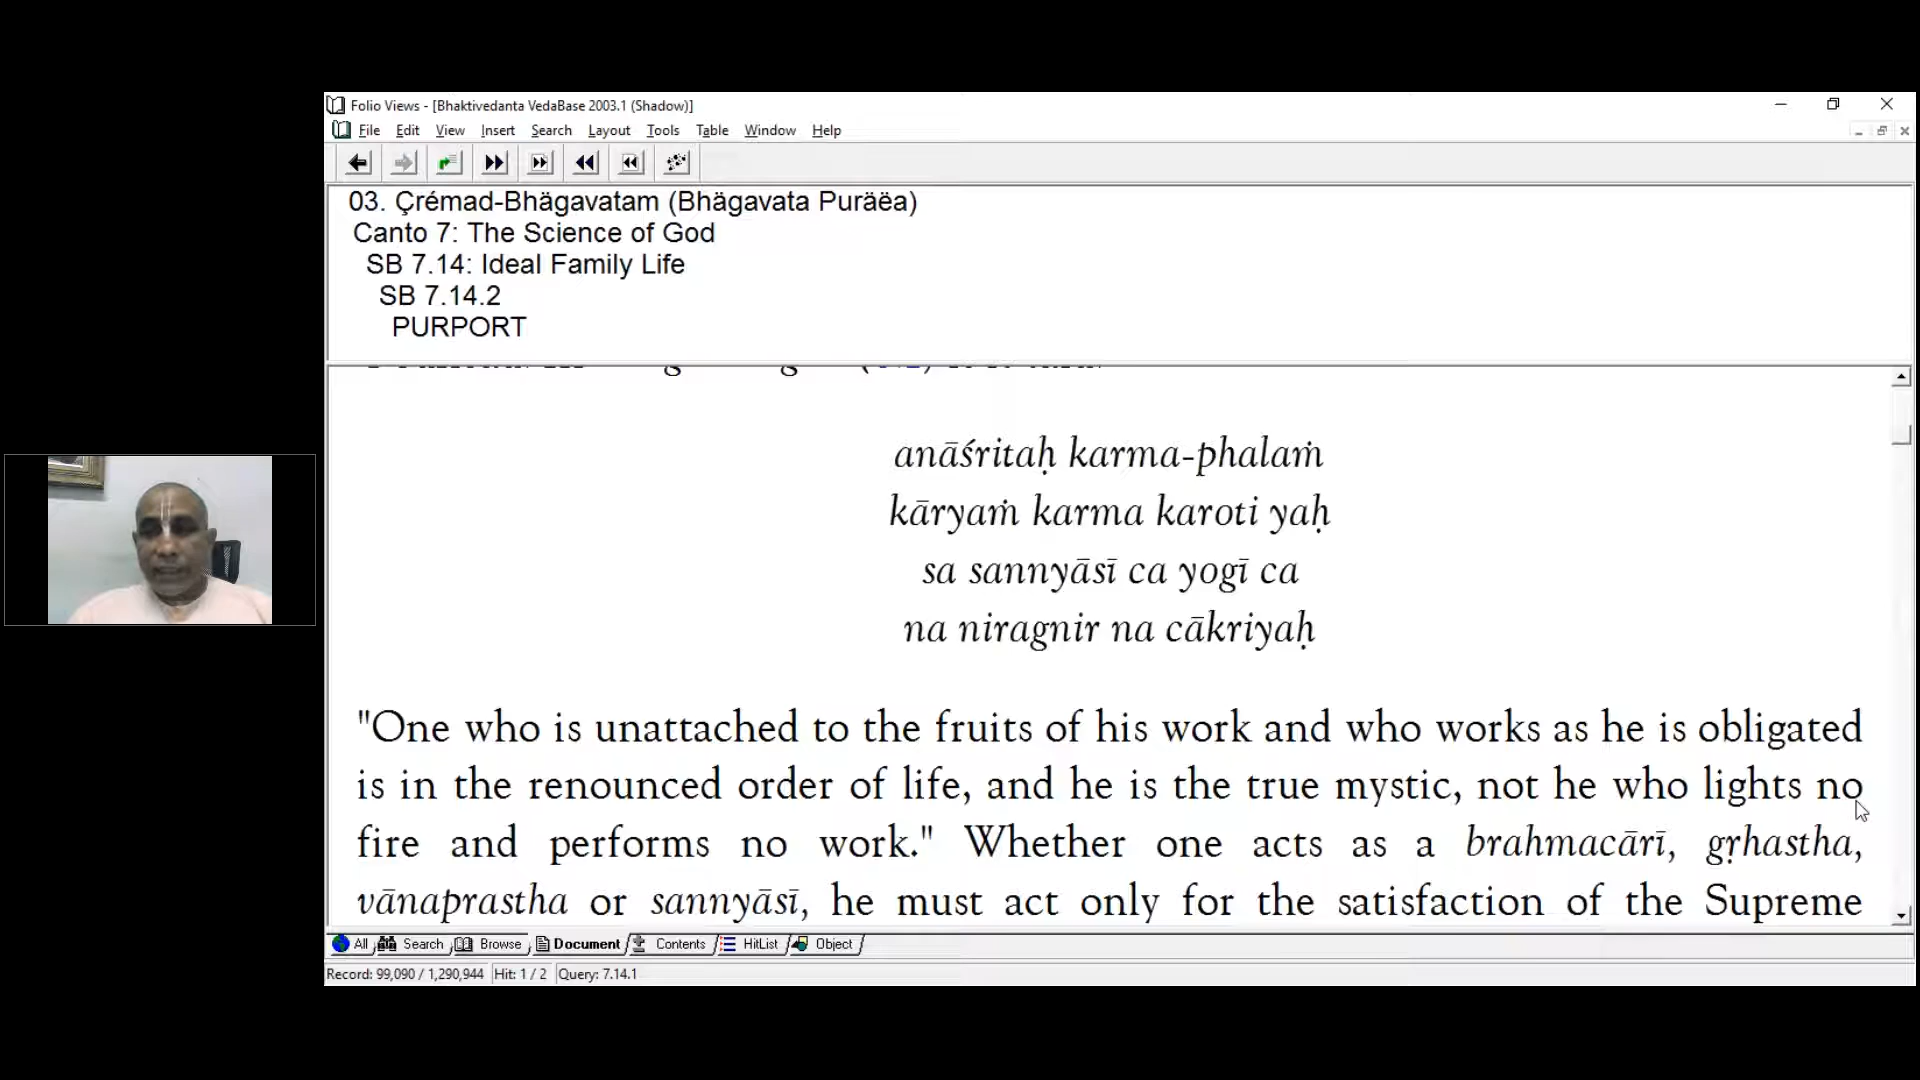 Folio Views - [Bhaktivedanta VedaBase 2003.1 (Shadow)]
File Edit View Insert Search Layout Tools Table Window Help
03. Çrémad-Bhägavatam (Bhägavata Puräëa)
Canto 7: The Science of God
SB 7.14: Ideal Family Life
SB 7.14.2
PURPORT
anāśritaḥ karma-phalaṁ
kāryaṁ karma karoti yaḥ
sa sannyāsī ca yogī ca
na niragnir na cākriyaḥ
"One who is unattached to the fruits of his work and who works as he is obligated
is in the renounced order of life, and he is the true mystic, not he who lights no
fire and performs no work." Whether one acts as a brahmacārī, gṛhastha,
vānaprastha or sannyāsī, he must act only for the satisfaction of the Supreme
All Search Browse Document Contents HitList Object
Record: 99,090 / 1,290,944 Hit: 1 / 2 Query: 7.14.1